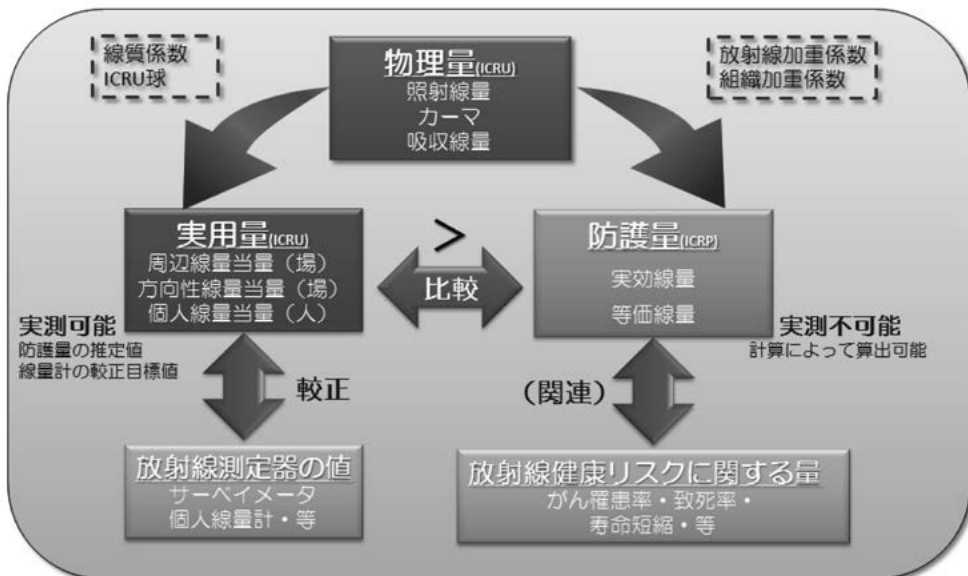 線質係数
ICRU球
物理量(ICRU)
照射線量
カーマ
吸収線量
放射線加重係数
組織加重係数
実用量(ICRU)
周辺線量当量（場）
方向性線量当量（場）
個人線量当量（人）
>
比較
防護量(ICRP)
実効線量
等価線量
実測可能
防護量の推定値
線量計の較正目標値
実測不可能
計算によって算出可能
較正
（関連）
放射線測定器の値
サーベイメータ
個人線量計・等
放射線健康リスクに関する量
がん罹患率・致死率・
寿命短縮・等